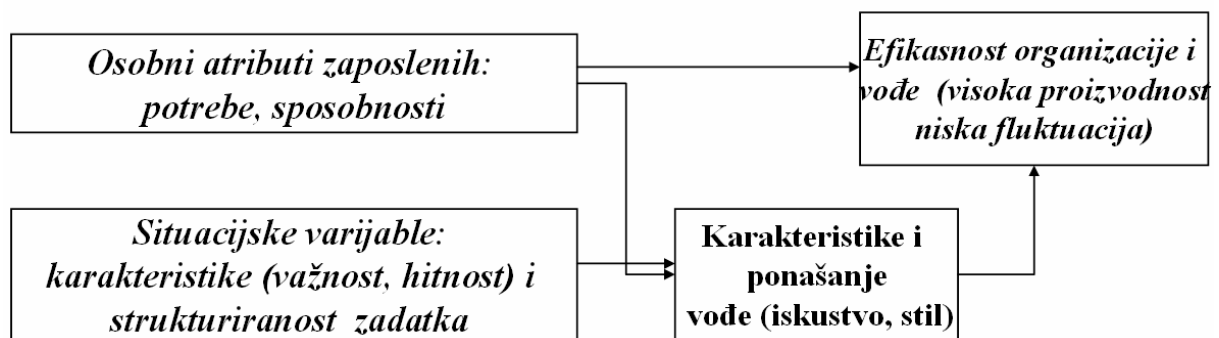 Osobni atributi zaposlenih:
potrebe, sposobnosti
Efikasnost organizacije i
vođe (visoka proizvodnost
niska fluktuacija)
Situacijske varijable:
karakteristike (važnost, hitnost) i
strukturiranost zadatka
Karakteristike i
ponašanje
vođe (iskustvo, stil)